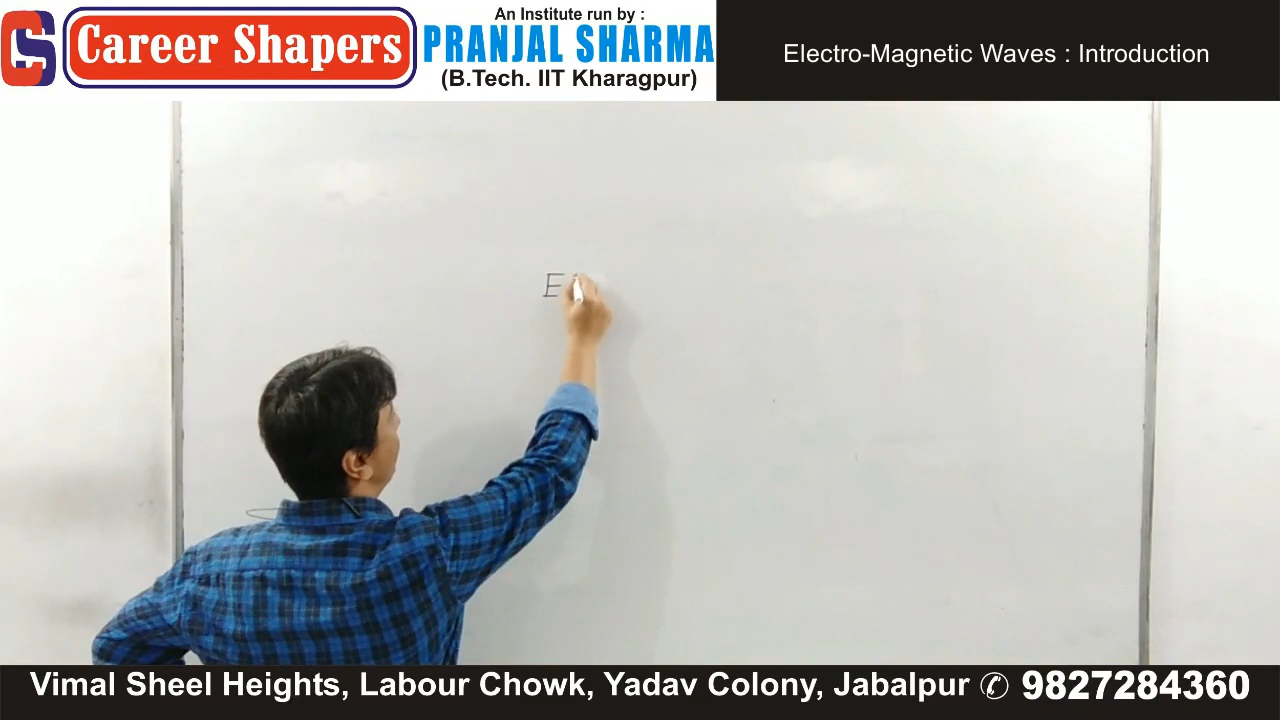 Career Shapers
An Institute run by :
PRANJAL SHARMA
(B.Tech. IIT Kharagpur)
Electro-Magnetic Waves : Introduction
E
Vimal Sheel Heights, Labour Chowk, Yadav Colony, Jabalpur ✆ 9827284360